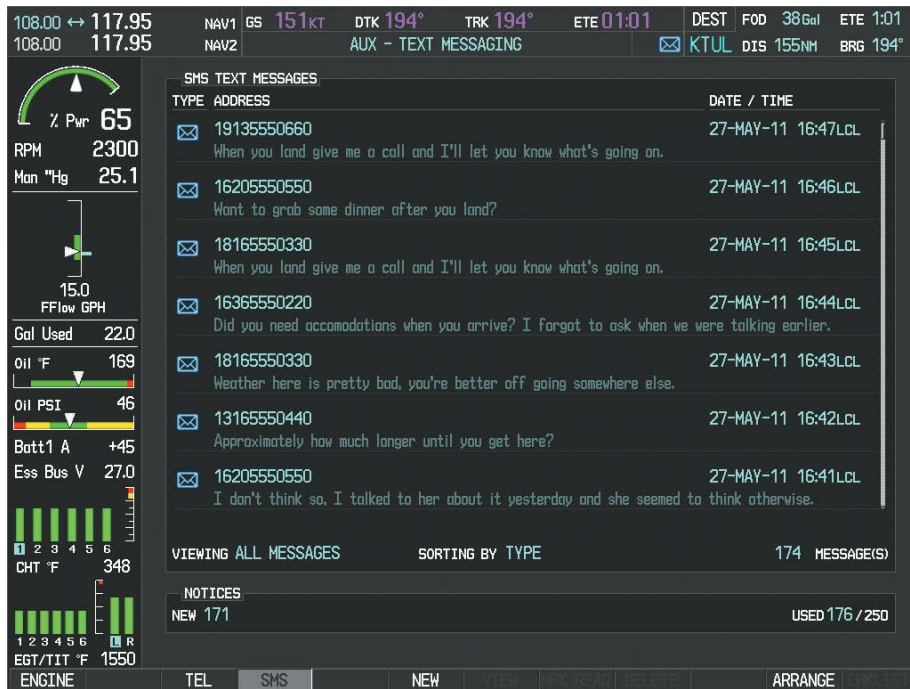 108.00 ↔ 117.95 NAV1 GS 151KT DTK 194° TRK 194° ETE 01:01 DEST FOD 38Gal ETE 1:01
108.00 117.95 NAV2 AUX - TEXT MESSAGING KTUL DIS 155NM BRG 194°
% Pwr 65
RPM 2300
Man "Hg 25.1
15.0
FFlow GPH
Gal Used 22.0
Oil °F 169
Oil PSI 46
Batt1 A +45
Ess Bus V 27.0
1 2 3 4 5 6
CHT °F 348
1 2 3 4 5 6 L R
EGT/TIT °F 1550
SMS TEXT MESSAGES
TYPE ADDRESS DATE / TIME
19135550660 27-MAY-11 16:47LCL
When you land give me a call and I'll let you know what's going on.
16205550550 27-MAY-11 16:46LCL
Want to grab some dinner after you land?
18165550330 27-MAY-11 16:45LCL
When you land give me a call and I'll let you know what's going on.
16365550220 27-MAY-11 16:44LCL
Did you need accomodations when you arrive? I forgot to ask when we were talking earlier.
18165550330 27-MAY-11 16:43LCL
Weather here is pretty bad, you're better off going somewhere else.
13165550440 27-MAY-11 16:42LCL
Approximately how much longer until you get here?
16205550550 27-MAY-11 16:41LCL
I don't think so, I talked to her about it yesterday and she seemed to think otherwise.
VIEWING ALL MESSAGES SORTING BY TYPE 174 MESSAGE(S)
NOTICES
NEW 171 USED 176 / 250
ENGINE TEL SMS NEW VIEW MRK READ DELETE ARRANGE CHKLIST